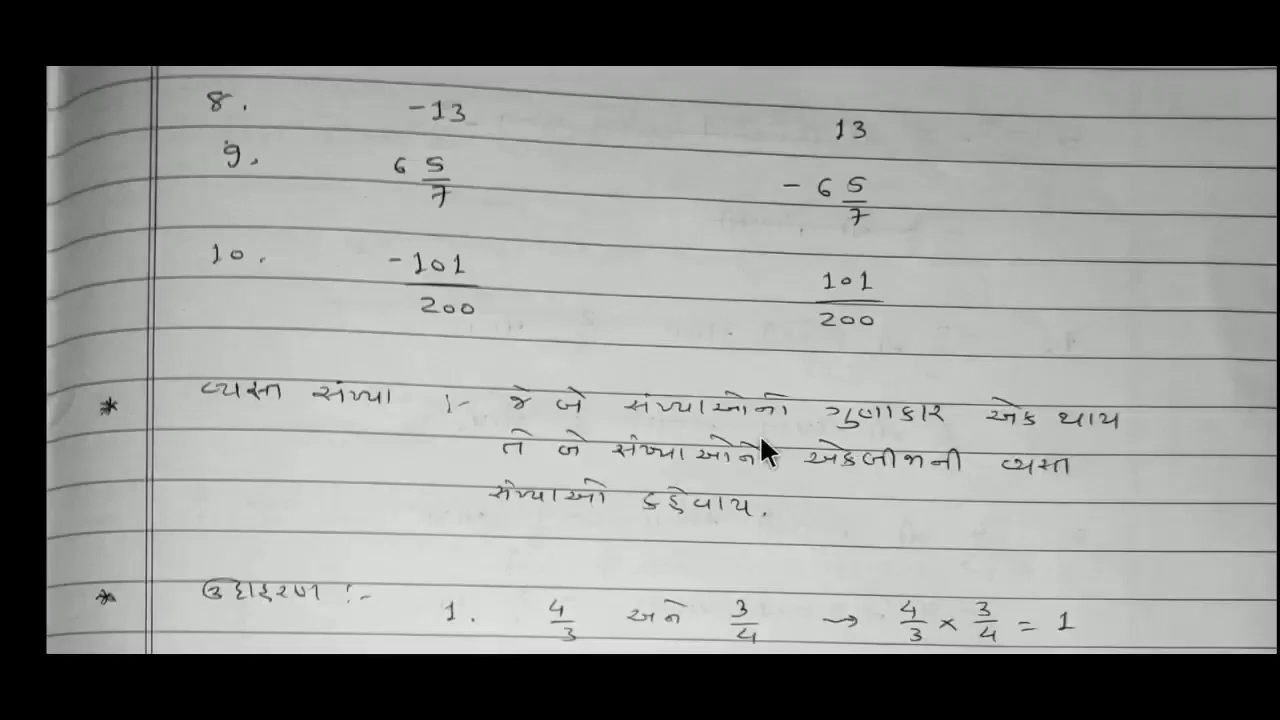 8. -13 13
9. 6 5/7 - 6 5/7
10. -101/200 101/200
* વ્યસ્ત સંખ્યા :- જે બે સંખ્યાઓનો ગુણાકાર એક થાય
તે બે સંખ્યાઓને એકબીજાની વ્યસ્ત
સંખ્યાઓ કહેવાય.
* ઉદાહરણ :- 1. 4/3 અને 3/4 → 4/3 × 3/4 = 1